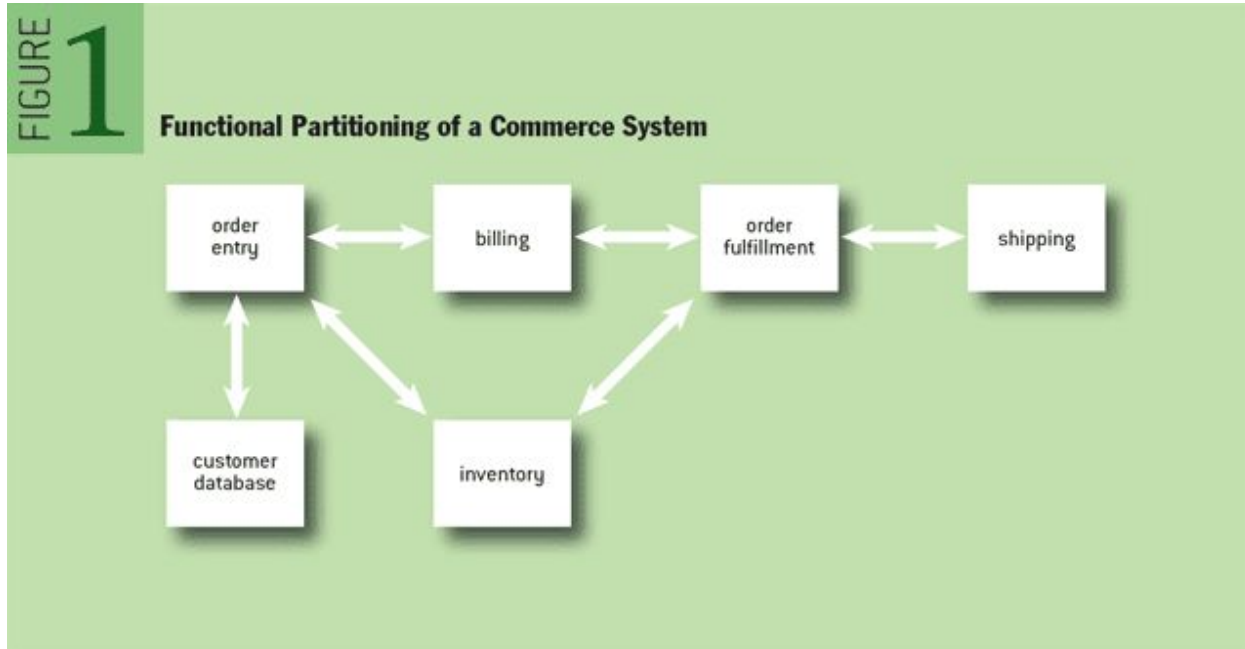 FIGURE
1
Functional Partitioning of a Commerce System
order
entry
billing
order
fulfillment
shipping
customer
database
inventory